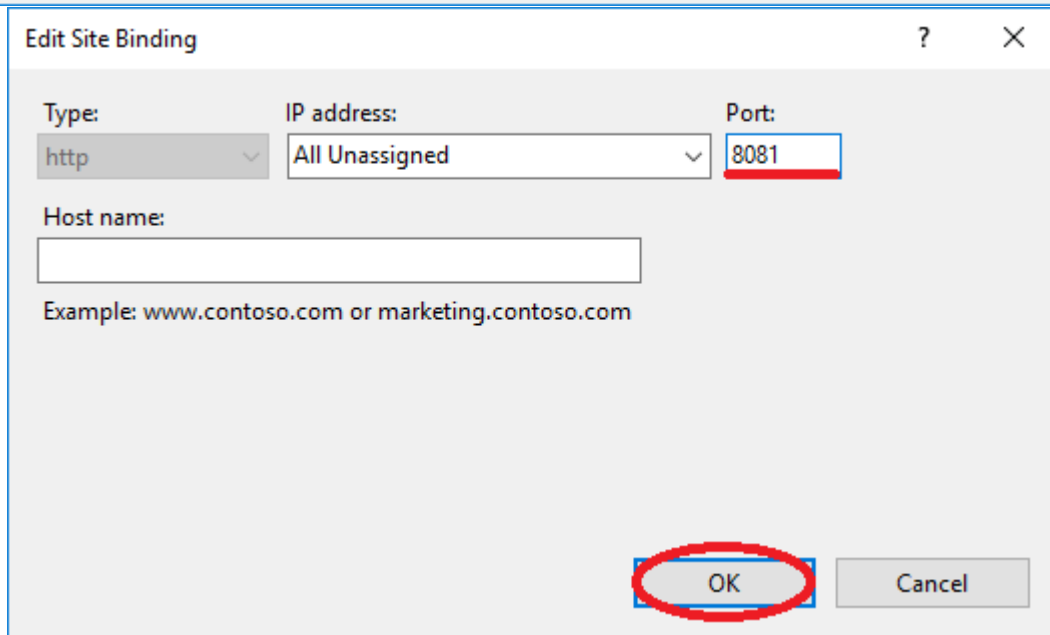 Edit Site Binding ?
Type: IP address: Port:
http All Unassigned 8081
Host name:
Example: www.contoso.com or marketing.contoso.com
OK Cancel